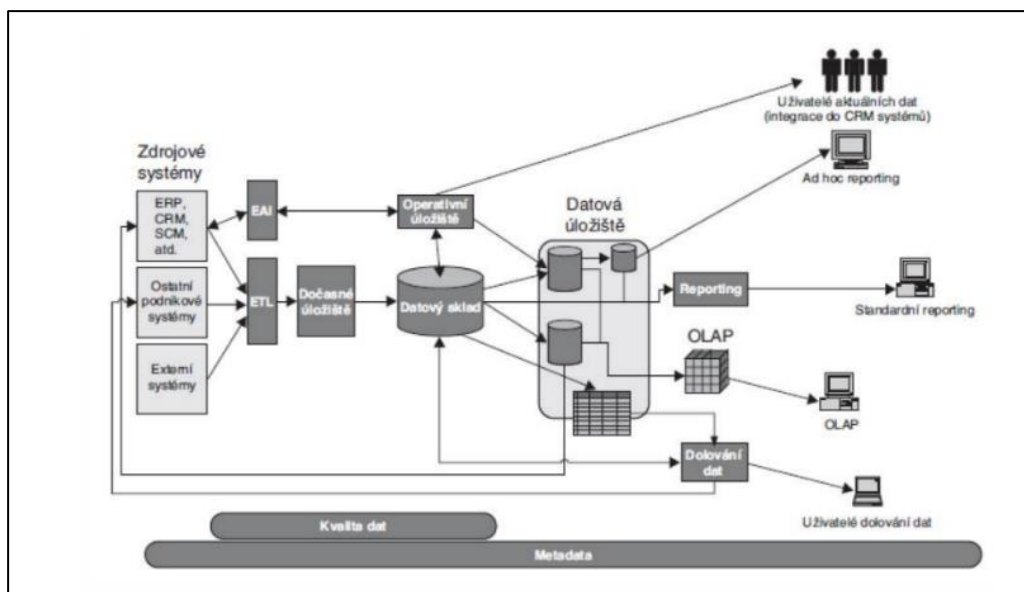 Uživatelé aktuálních dat
(integrace do CRM systémů)
Ad hoc reporting
Zdrojové
systémy
ERP,
CRM,
SCM,
atd.
EAI
Operativní
úložiště
Datová
úložiště
Ostatní
podnikové
systémy
ETL
Dočasné
úložiště
Datový sklad
Reporting
Standardní reporting
Externí
systémy
OLAP
OLAP
Dolování
dat
Uživatelé dolování dat
Kvalita dat
Metadata